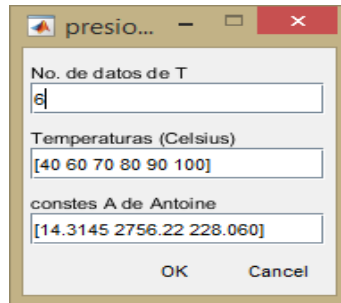 presio...
No. de datos de T
6
Temperaturas (Celsius)
[40 60 70 80 90 100]
constes A de Antoine
[14.3145 2756.22 228.060]
OK Cancel